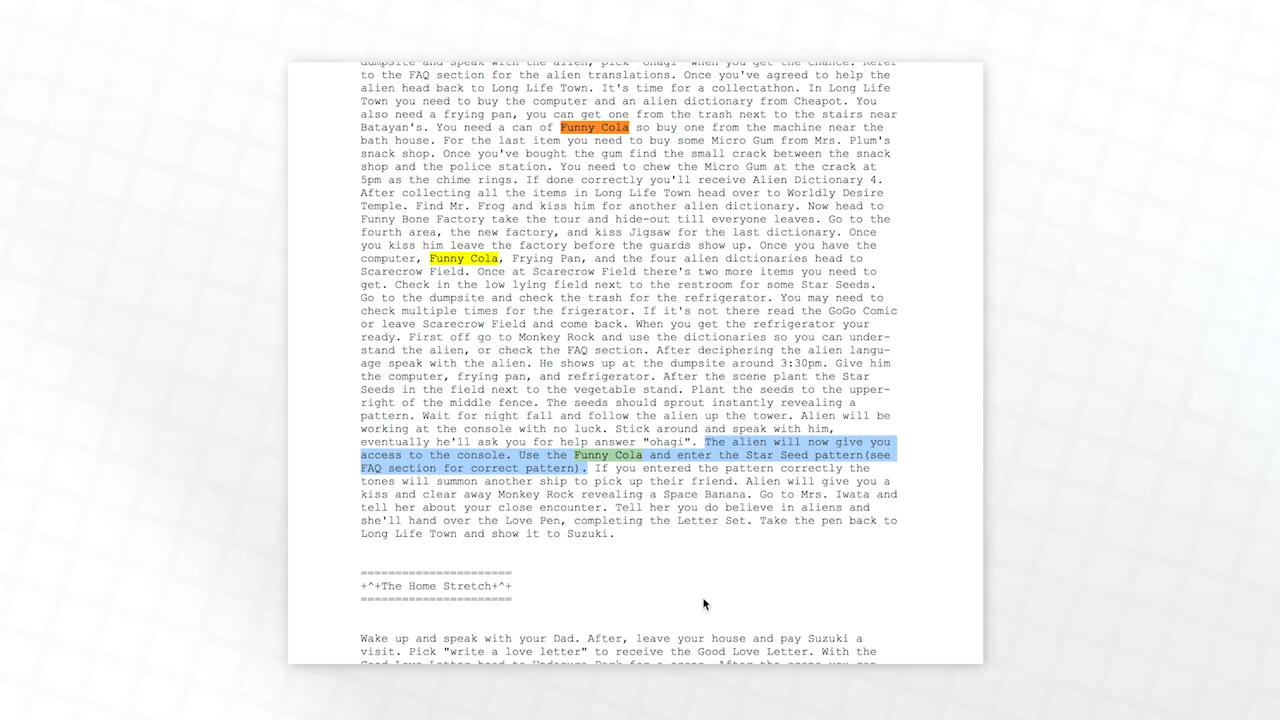 dumpsite and speak with the alien, pick "ohagi" when you get the chance. Refer
to the FAQ section for the alien translations. Once you've agreed to help the
alien head back to Long Life Town. It's time for a collectathon. In Long Life
Town you need to buy the computer and an alien dictionary from Cheapot. You
also need a frying pan, you can get one from the trash next to the stairs near
Batayan's. You need a can of Funny Cola so buy one from the machine near the
bath house. For the last item you need to buy some Micro Gum from Mrs. Plum's
snack shop. Once you've bought the gum find the small crack between the snack
shop and the police station. You need to chew the Micro Gum at the crack at
5pm as the chime rings. If done correctly you'll receive Alien Dictionary 4.
After collecting all the items in Long Life Town head over to Worldly Desire
Temple. Find Mr. Frog and kiss him for another alien dictionary. Now head to
Funny Bone Factory take the tour and hide-out till everyone leaves. Go to the
fourth area, the new factory, and kiss Jigsaw for the last dictionary. Once
you kiss him leave the factory before the guards show up. Once you have the
computer, Funny Cola, Frying Pan, and the four alien dictionaries head to
Scarecrow Field. Once at Scarecrow Field there's two more items you need to
get. Check in the low lying field next to the restroom for some Star Seeds.
Go to the dumpsite and check the trash for the refrigerator. You may need to
check multiple times for the frigerator. If it's not there read the GoGo Comic
or leave Scarecrow Field and come back. When you get the refrigerator your
ready. First off go to Monkey Rock and use the dictionaries so you can under-
stand the alien, or check the FAQ section. After deciphering the alien langu-
age speak with the alien. He shows up at the dumpsite around 3:30pm. Give him
the computer, frying pan, and refrigerator. After the scene plant the Star
Seeds in the field next to the vegetable stand. Plant the seeds to the upper-
right of the middle fence. The seeds should sprout instantly revealing a
pattern. Wait for night fall and follow the alien up the tower. Alien will be
working at the console with no luck. Stick around and speak with him,
eventually he'll ask you for help answer "ohagi". The alien will now give you
access to the console. Use the Funny Cola and enter the Star Seed pattern(see
FAQ section for correct pattern). If you entered the pattern correctly the
tones will summon another ship to pick up their friend. Alien will give you a
kiss and clear away Monkey Rock revealing a Space Banana. Go to Mrs. Iwata and
tell her about your close encounter. Tell her you do believe in aliens and
she'll hand over the Love Pen, completing the Letter Set. Take the pen back to
Long Life Town and show it to Suzuki.
======================
+^+The Home Stretch+^+
======================
Wake up and speak with your Dad. After, leave your house and pay Suzuki a
visit. Pick "write a love letter" to receive the Good Love Letter. With the